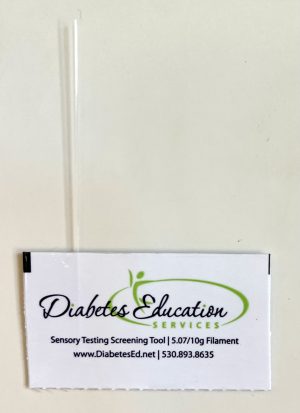 Diabetes Education
SERVICES
Sensory Testing Screening Tool | 5.07/10g Filament
www.DiabetesEd.net | 530.893.8635